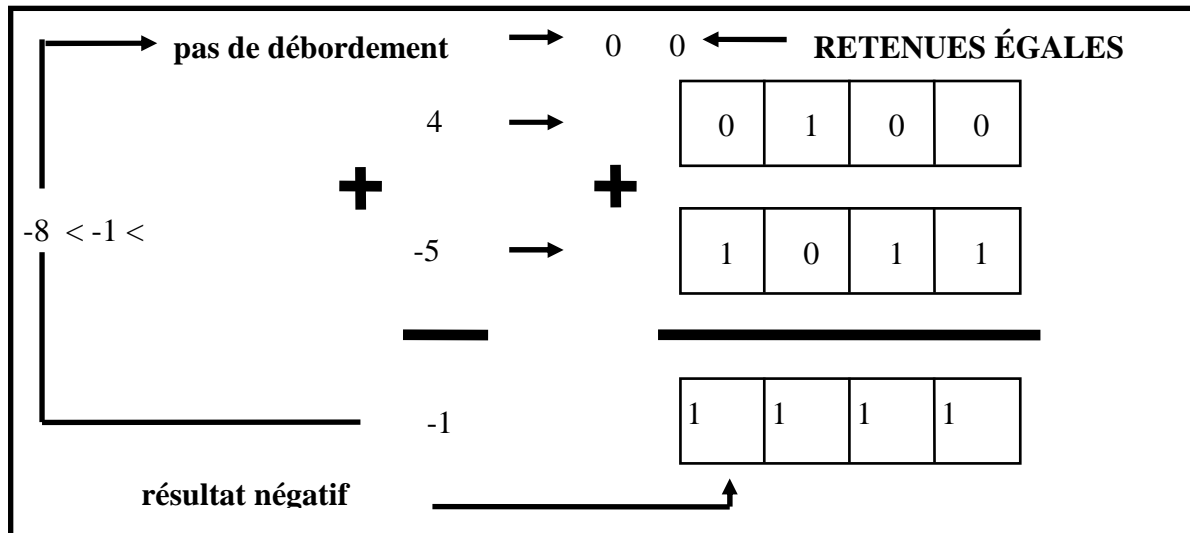 pas de débordement 0 0 RETENUES ÉGALES
4 0 1 0 0
+ +
-8 < -1 <
-5 1 0 1 1
-1 1 1 1 1
résultat négatif